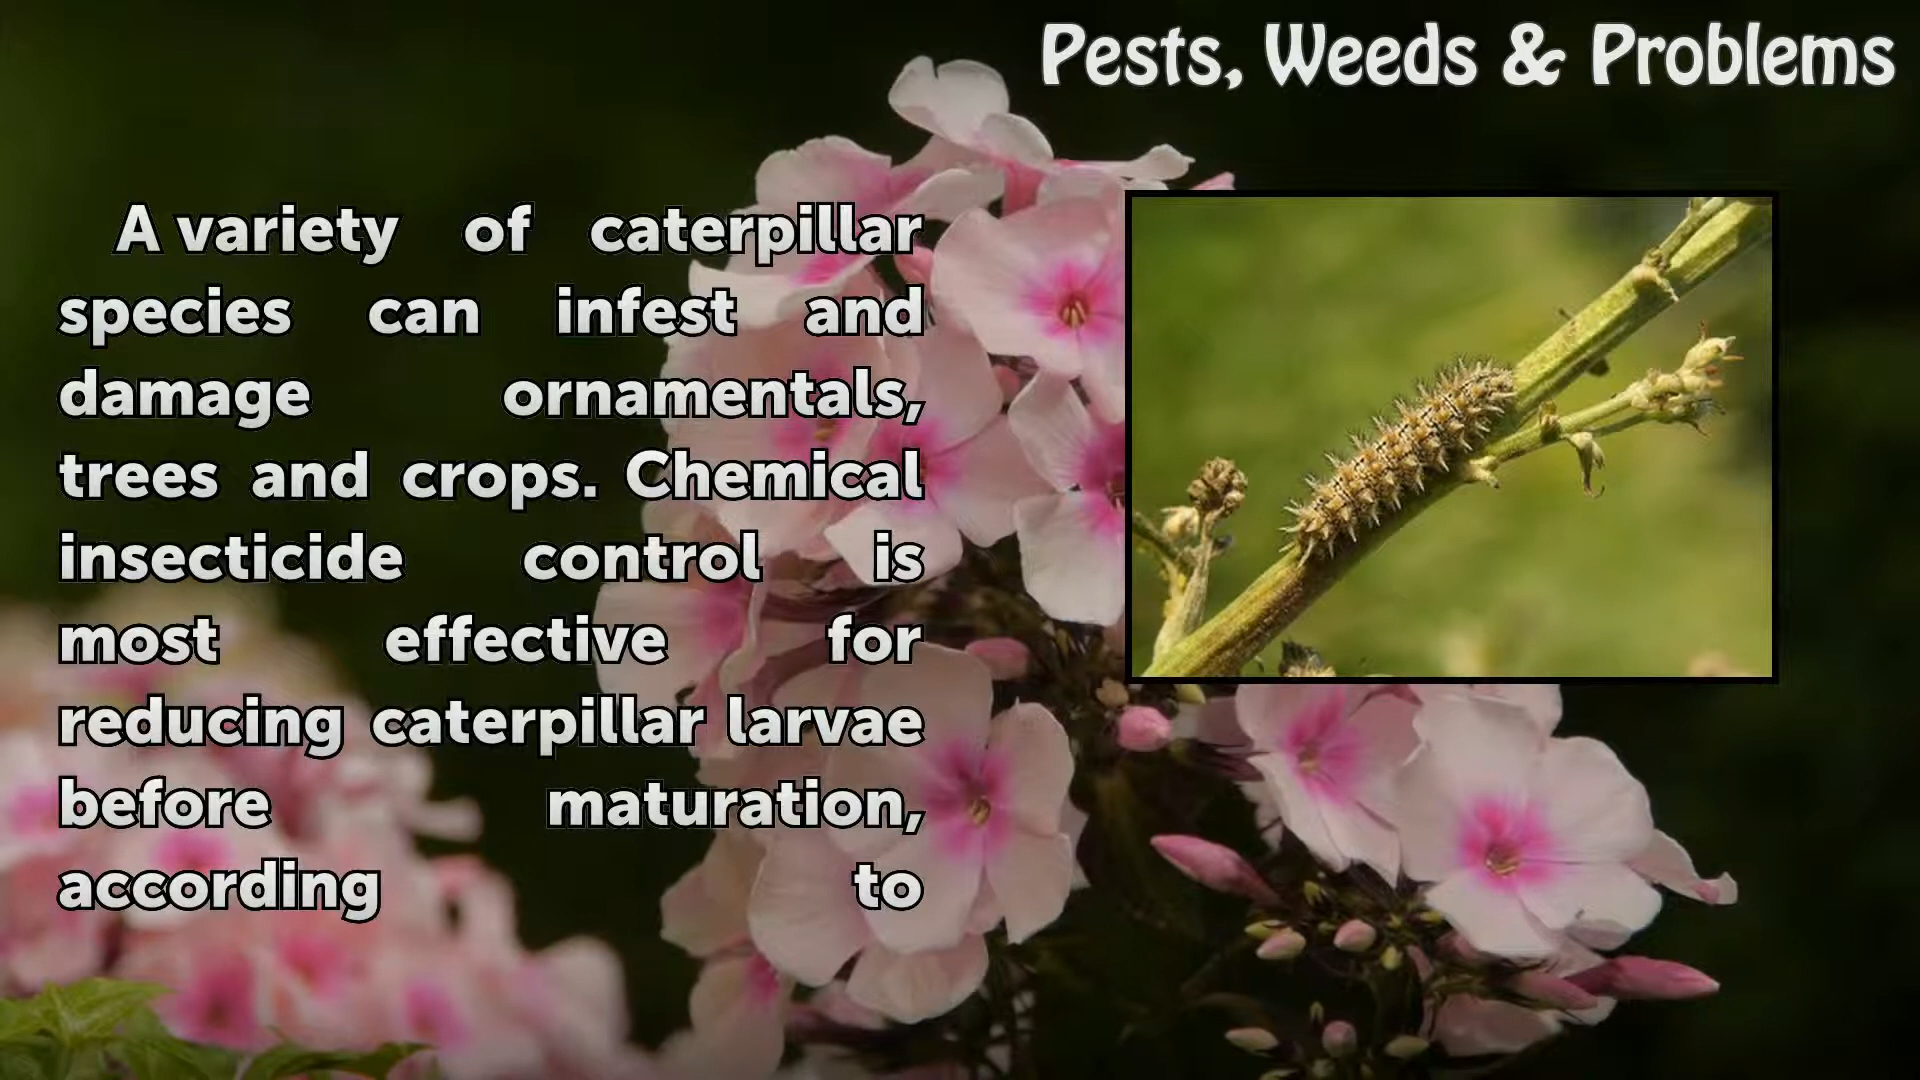 Pests, Weeds & Problems
A variety of caterpillar
species can infest and
damage ornamentals,
trees and crops. Chemical
insecticide control is
most effective for
reducing caterpillar larvae
before maturation,
according to